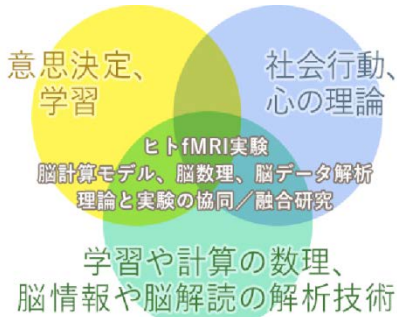 意思決定、
学習
社会行動、
心の理論
ヒトfMRI実験
脳計算モデル、脳数理、脳データ解析
理論と実験の協同／融合研究
学習や計算の数理、
脳情報や脳解読の解析技術